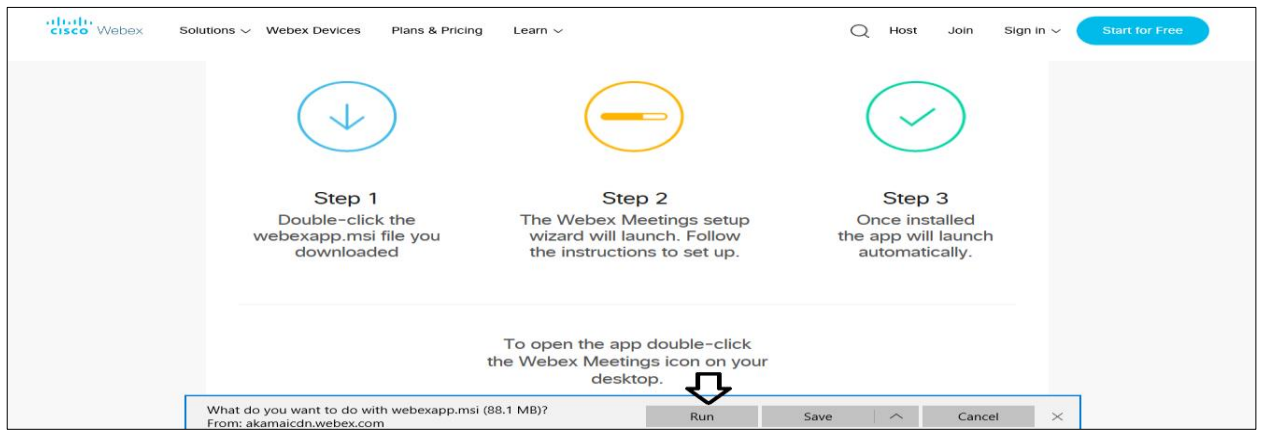 cisco Webex Solutions Webex Devices Plans & Pricing Learn Host Join Sign in Start for Free
Step 1
Double-click the
webexapp.msi file you
downloaded
Step 2
The Webex Meetings setup
wizard will launch. Follow
the instructions to set up.
Step 3
Once installed
the app will launch
automatically.
To open the app double-click
the Webex Meetings icon on your
desktop.
What do you want to do with webexapp.msi (88.1 MB)?
From: akamaicdn.webex.com
Run Save Cancel